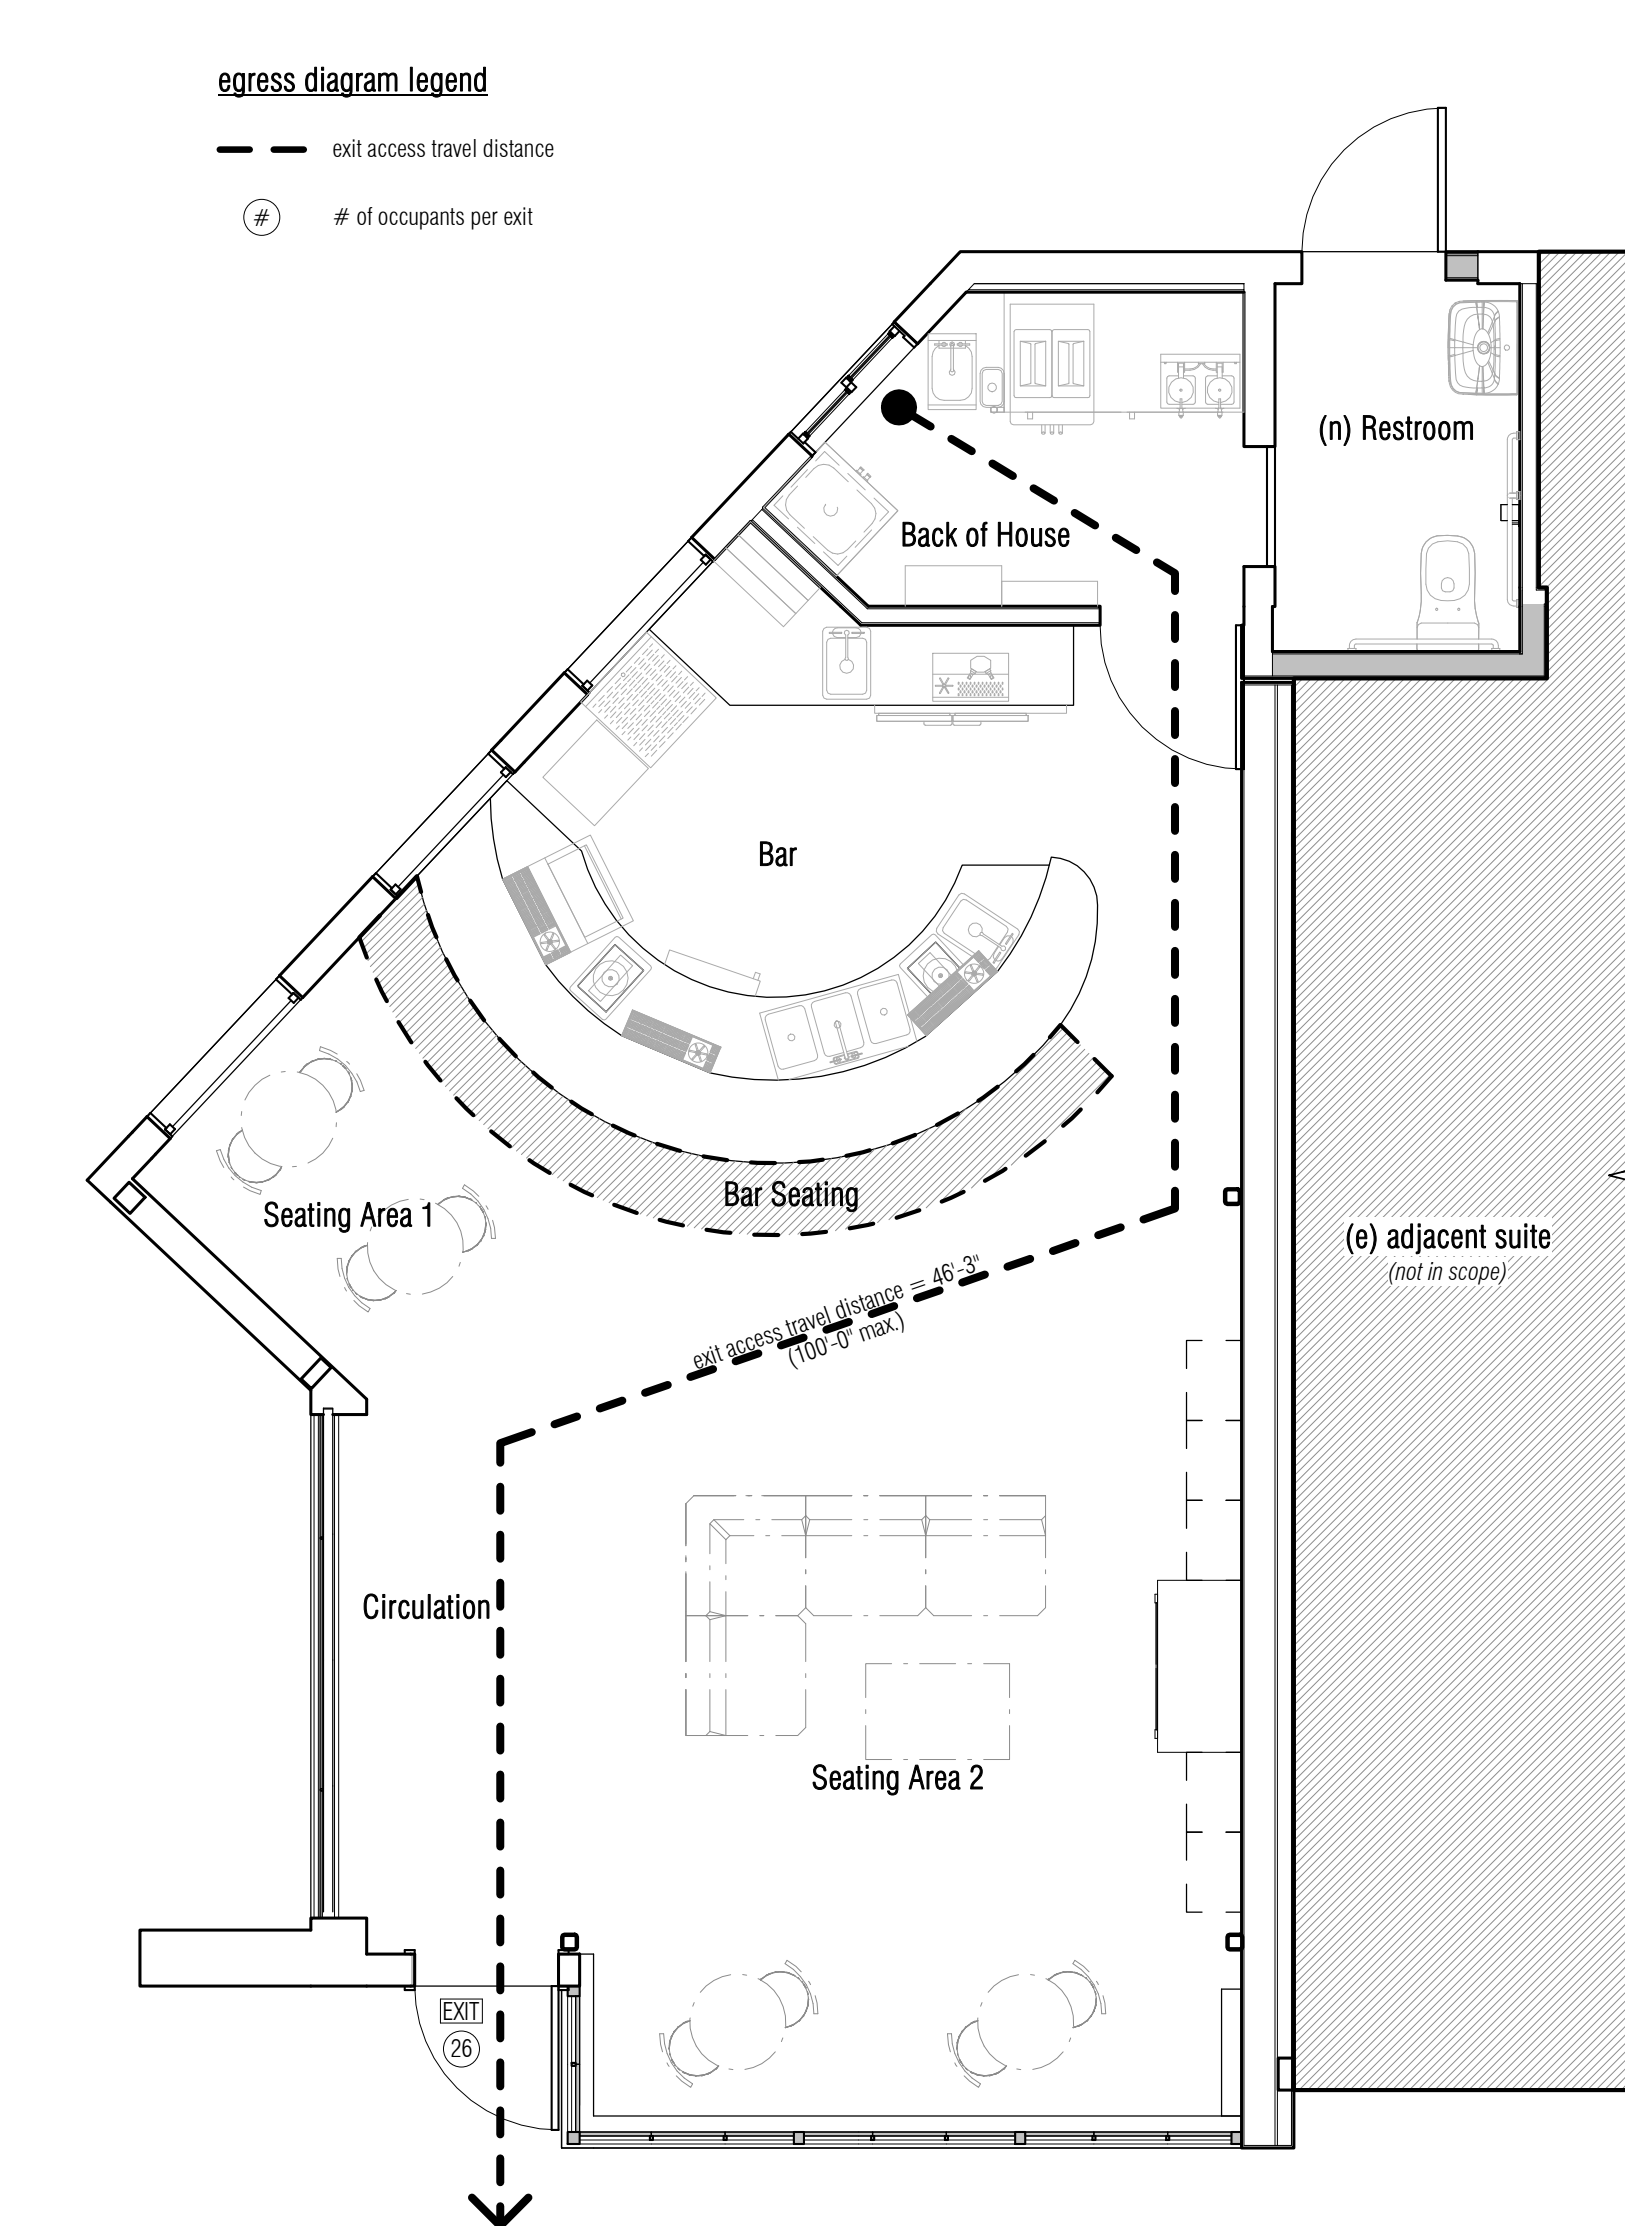 egress diagram legend
exit access travel distance
#
# of occupants per exit
(n) Restroom
Back of House
Bar
Bar Seating
Seating Area 1
(e) adjacent suite
(not in scope)
exit access travel distance = 46'-3"
(100'-0" max.)
Circulation
Seating Area 2
EXIT
26